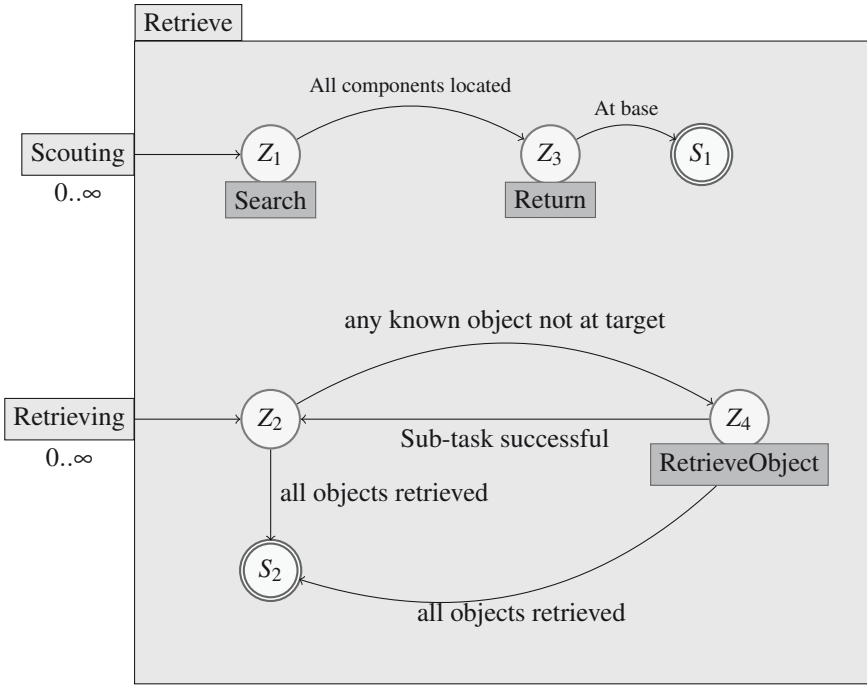 Retrieve
All components located
At base
Scouting
0..∞
Z₁
Z₃
S₁
Search
Return
any known object not at target
Retrieving
0..∞
Z₂
Z₄
Sub-task successful
RetrieveObject
all objects retrieved
S₂
all objects retrieved